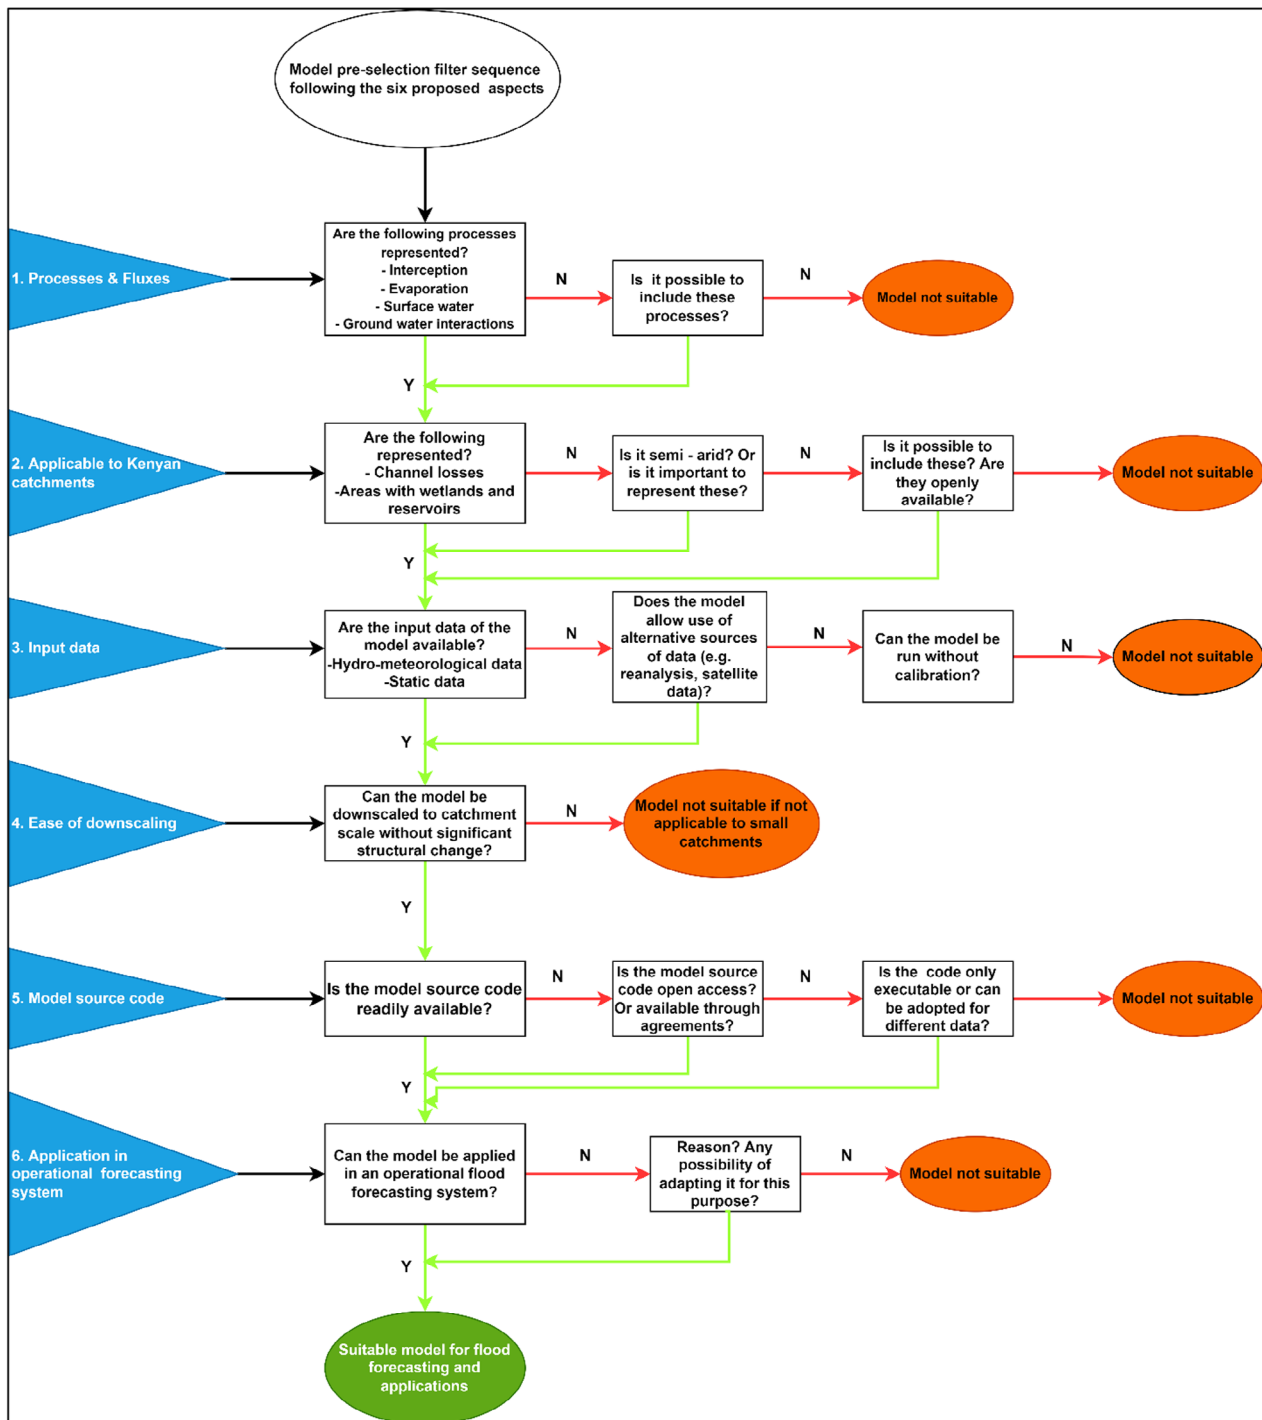 Model pre-selection filter sequence
following the six proposed aspects
1. Processes & Fluxes
Are the following processes
represented?
- Interception
- Evaporation
- Surface water
- Ground water interactions
N
Is it possible to
include these
processes?
N
Model not suitable
Y
2. Applicable to Kenyan
catchments
Are the following
represented?
- Channel losses
-Areas with wetlands and
reservoirs
N
Is it semi - arid? Or
is it important to
represent these?
N
Is it possible to
include these? Are
they openly
available?
Model not suitable
Y
3. Input data
Are the input data of the
model available?
-Hydro-meteorological data
-Static data
N
Does the model
allow use of
alternative sources
of data (e.g.
reanalysis, satellite
data)?
N
Can the model be
run without
calibration?
N
Model not suitable
Y
4. Ease of downscaling
Can the model be
downscaled to catchment
scale without significant
structural change?
N
Model not suitable if not
applicable to small
catchments
Y
5. Model source code
Is the model source code
readily available?
N
Is the model source
code open access?
Or available through
agreements?
N
Is the code only
executable or can
be adopted for
different data?
Model not suitable
Y
6. Application in
operational forecasting
system
Can the model be applied
in an operational flood
forecasting system?
N
Reason? Any
possibility of
adapting it for this
purpose?
N
Model not suitable
Y
Suitable model for flood
forecasting and
applications